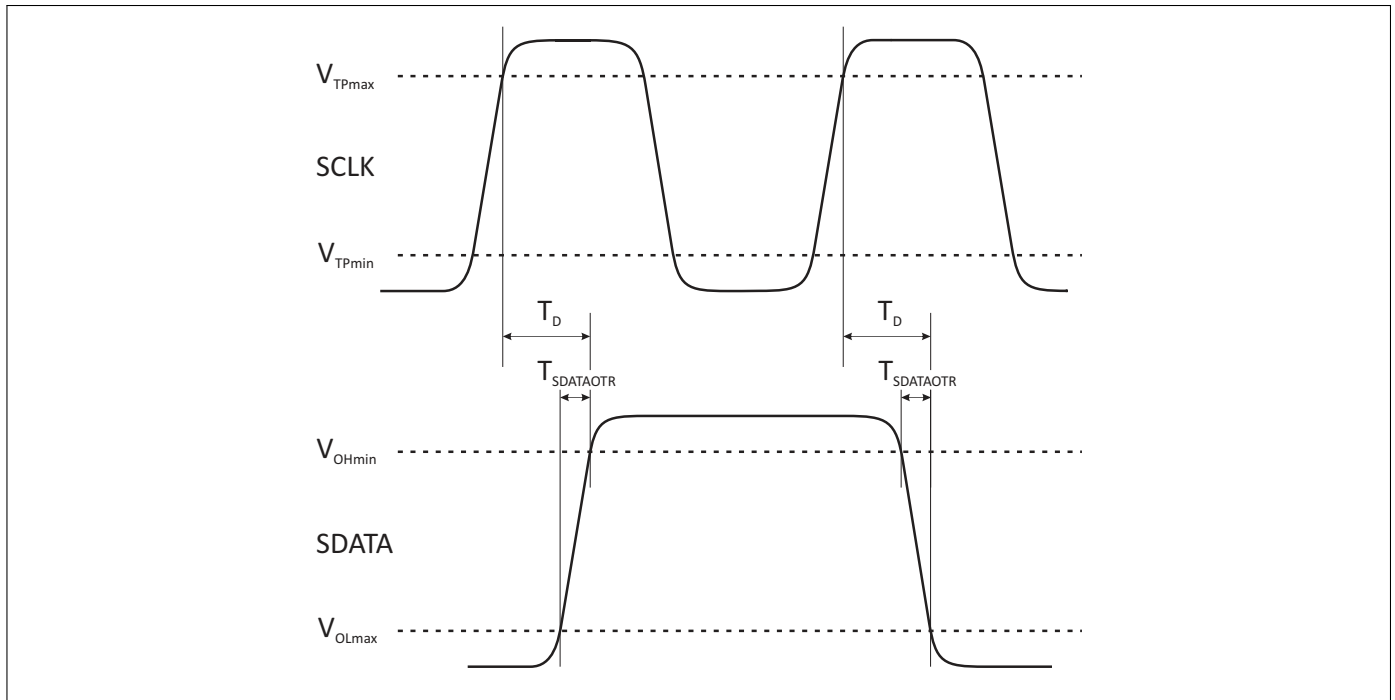 V_TPmax
SCLK
V_TPmin
T_D T_D
T_SDATAOTR T_SDATAOTR
V_OHmin
SDATA
V_OLmax